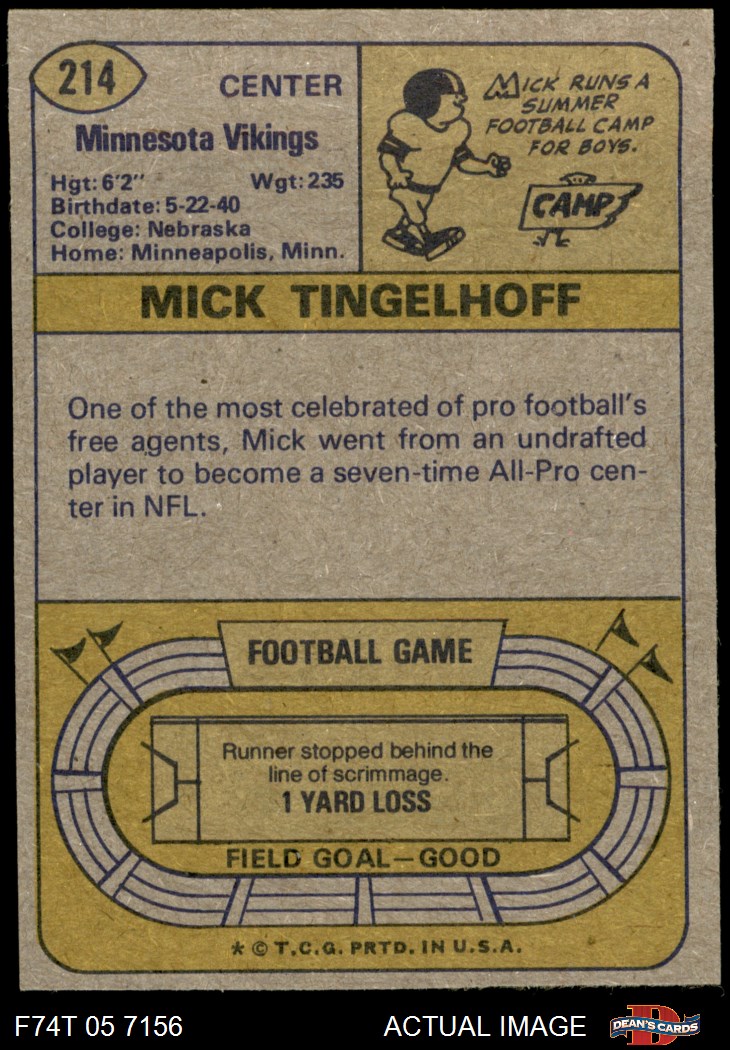 214
CENTER
Minnesota Vikings
Hgt: 6'2" Wgt: 235
Birthdate: 5-22-40
College: Nebraska
Home: Minneapolis, Minn.
MICK RUNS A
SUMMER
FOOTBALL CAMP
FOR BOYS.
CAMP
MICK TINGELHOFF
One of the most celebrated of pro football's
free agents, Mick went from an undrafted
player to become a seven-time All-Pro cen-
ter in NFL.
FOOTBALL GAME
Runner stopped behind the
line of scrimmage.
1 YARD LOSS
FIELD GOAL—GOOD
* © T.C.G. PRTD. IN U.S.A.
F74T 05 7156
ACTUAL IMAGE
D
DEAN'S CARDS